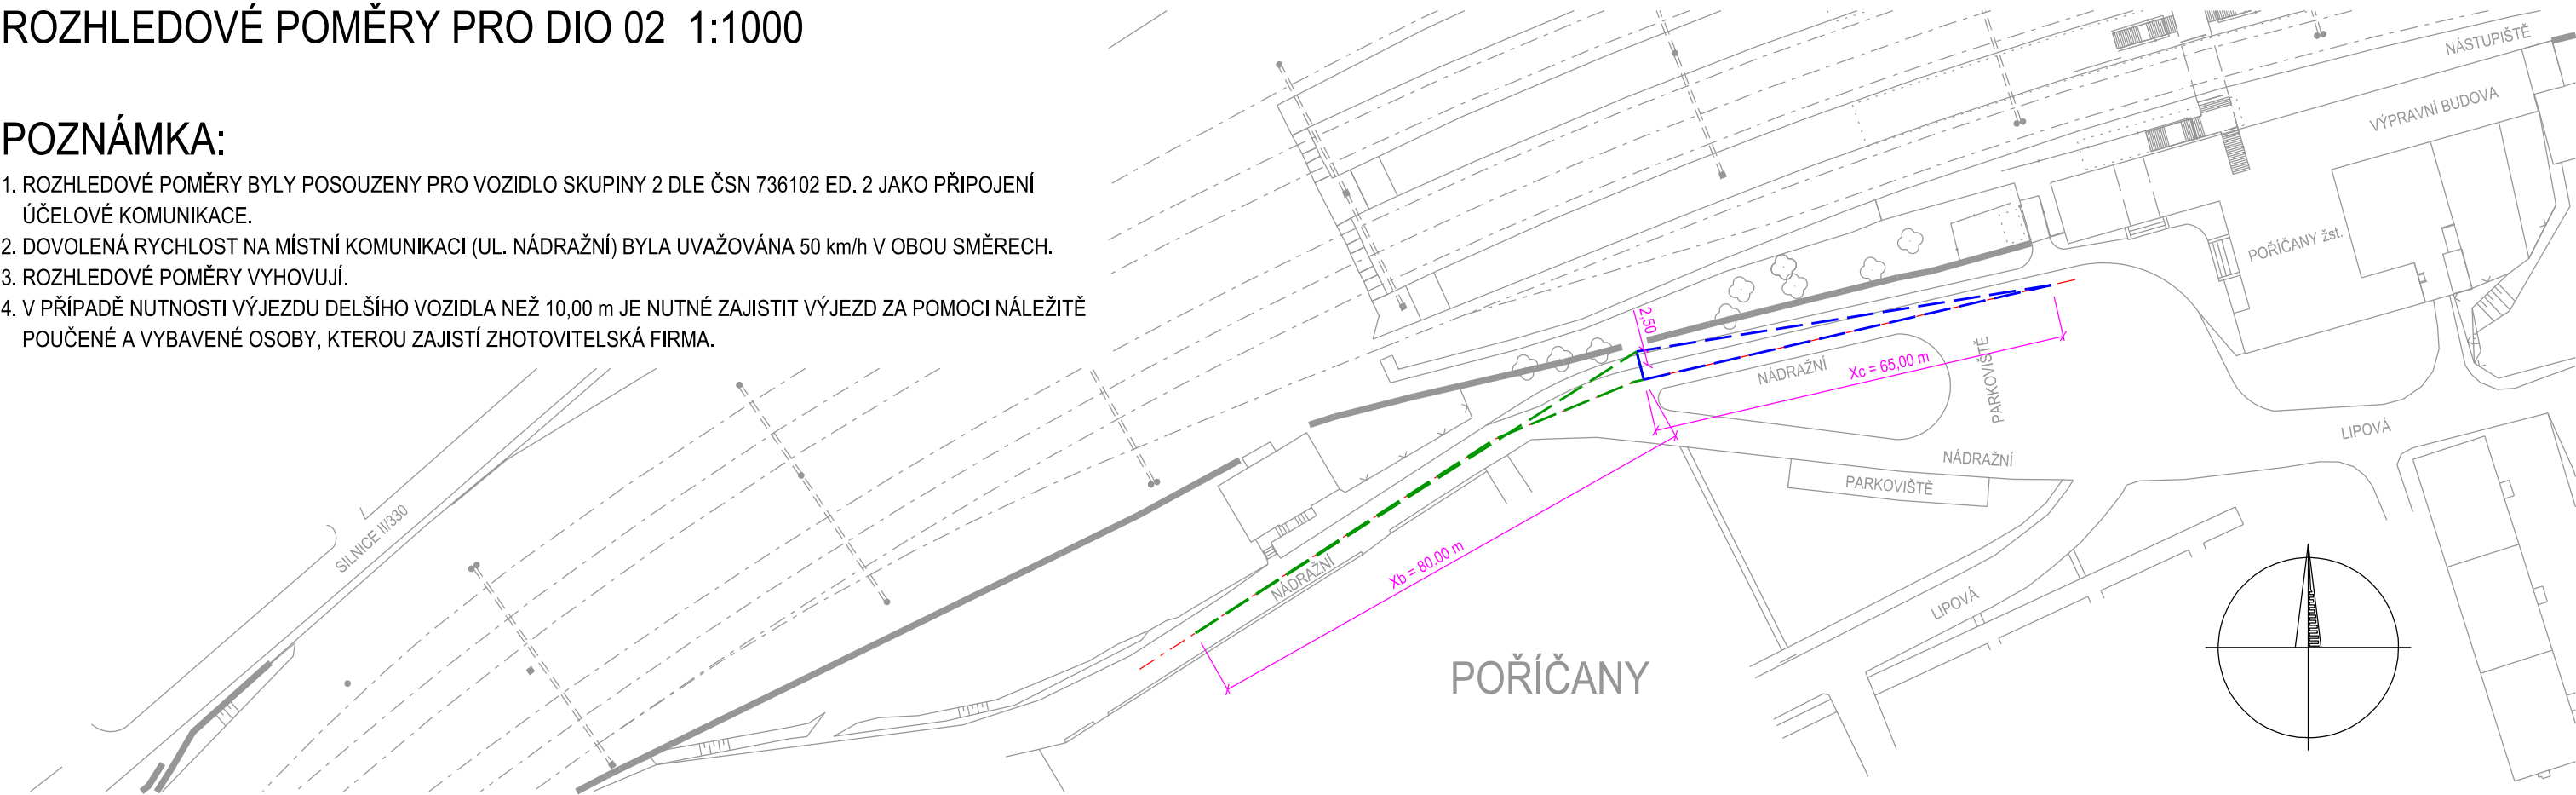 ROZHLEDOVÉ POMĚRY PRO DIO 02 1:1000
POZNÁMKA:
1. ROZHLEDOVÉ POMĚRY BYLY POSOUZENY PRO VOZIDLO SKUPINY 2 DLE ČSN 736102 ED. 2 JAKO PŘIPOJENÍ
ÚČELOVÉ KOMUNIKACE.
2. DOVOLENÁ RYCHLOST NA MÍSTNÍ KOMUNIKACI (UL. NÁDRAŽNÍ) BYLA UVAŽOVÁNA 50 km/h V OBOU SMĚRECH.
3. ROZHLEDOVÉ POMĚRY VYHOVUJÍ.
4. V PŘÍPADĚ NUTNOSTI VÝJEZDU DELŠÍHO VOZIDLA NEŽ 10,00 m JE NUTNÉ ZAJISTIT VÝJEZD ZA POMOCI NÁLEŽITĚ
POUČENÉ A VYBAVENÉ OSOBY, KTEROU ZAJISTÍ ZHOTOVITELSKÁ FIRMA.
NÁSTUPIŠTĚ
VÝPRAVNÍ BUDOVA
POŘÍČANY žst.
2,50
NÁDRAŽNÍ
Xc = 65,00 m
PARKOVIŠTĚ
LIPOVÁ
NÁDRAŽNÍ
PARKOVIŠTĚ
SILNICE II/330
Xb = 80,00 m
NÁDRAŽNÍ
LIPOVÁ
POŘÍČANY